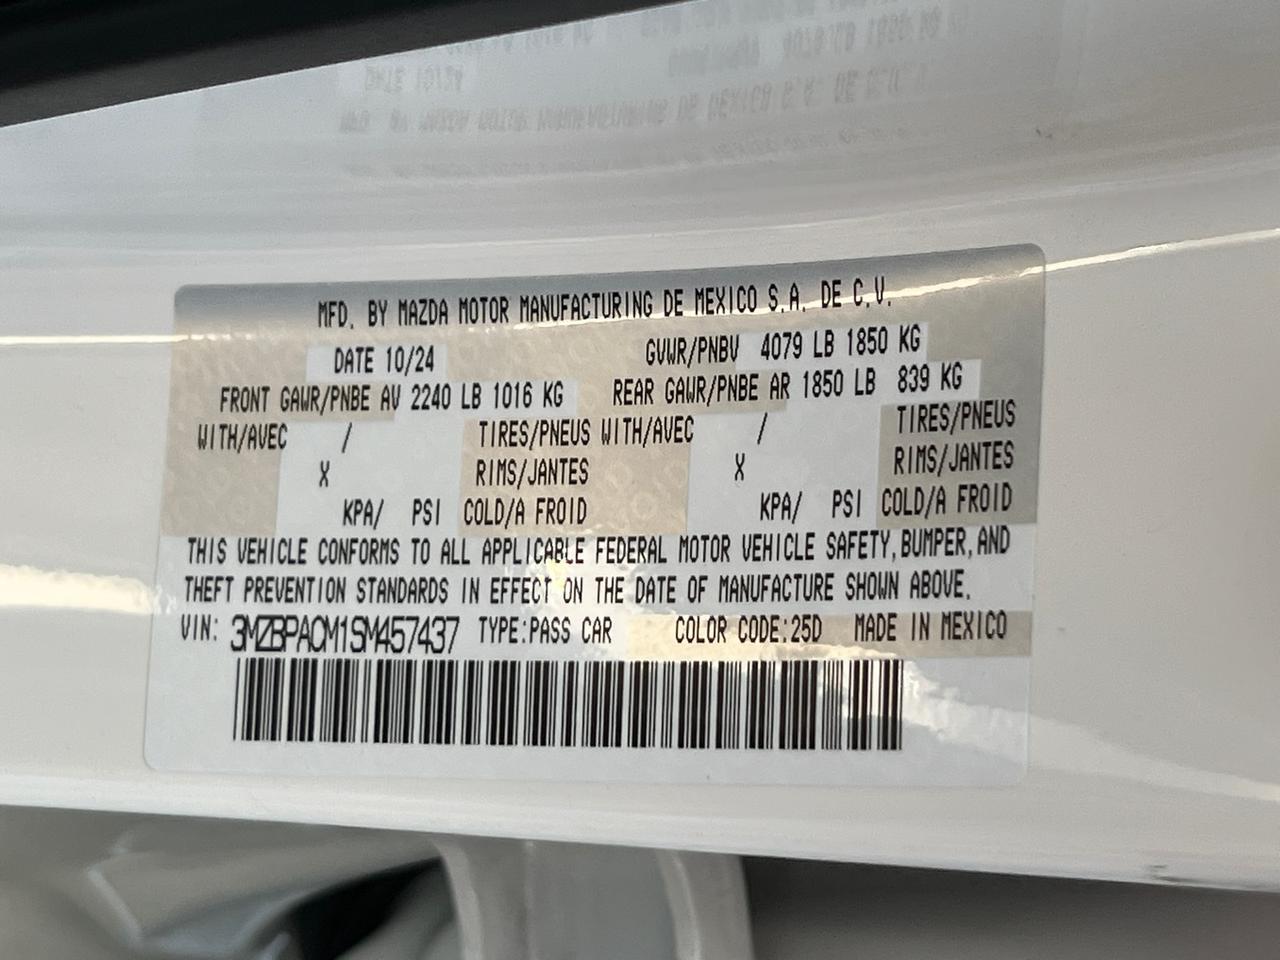 MFD. BY MAZDA MOTOR MANUFACTURING DE MEXICO S.A. DE C.V.
DATE 10/24 GVWR/PNBV 4079 LB 1850 KG
FRONT GAWR/PNBE AV 2240 LB 1016 KG REAR GAWR/PNBE AR 1850 LB 839 KG
WITH/AVEC / TIRES/PNEUS WITH/AVEC / TIRES/PNEUS
X RIMS/JANTES X RIMS/JANTES
KPA/ PSI COLD/A FROID KPA/ PSI COLD/A FROID
THIS VEHICLE CONFORMS TO ALL APPLICABLE FEDERAL MOTOR VEHICLE SAFETY, BUMPER, AND
THEFT PREVENTION STANDARDS IN EFFECT ON THE DATE OF MANUFACTURE SHOWN ABOVE.
VIN: 3MZBPACM1SM457437 TYPE:PASS CAR COLOR CODE:25D MADE IN MEXICO